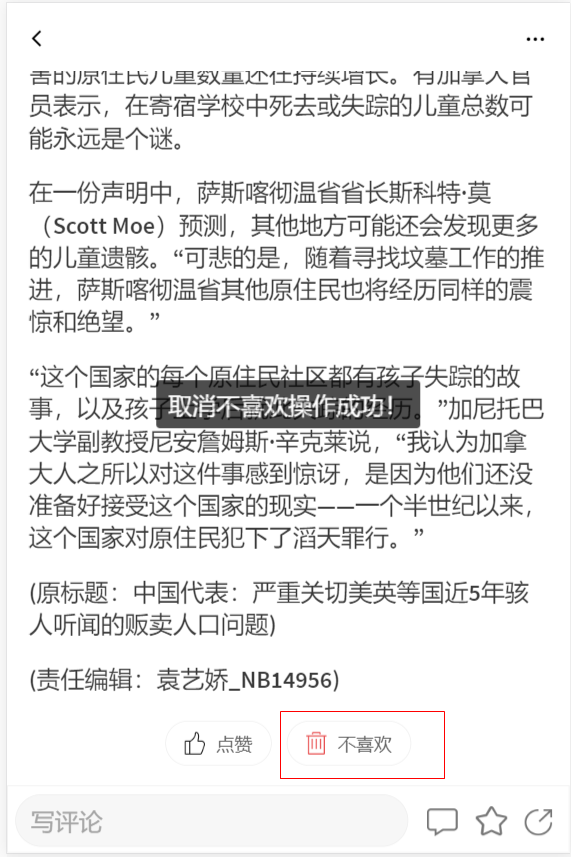 害的原住民儿童数量还在持续增长。有加拿大官
员表示，在寄宿学校中死去或失踪的儿童总数可
能永远是个谜。
在一份声明中，萨斯喀彻温省省长斯科特·莫
（Scott Moe）预测，其他地方可能还会发现更多
的儿童遗骸。“可悲的是，随着寻找坟墓工作的推
进，萨斯喀彻温省其他原住民也将经历同样的震
惊和绝望。”
“这个国家的每个原住民社区都有孩子失踪的故
事，以及孩子
历。”加尼托巴
取消不喜欢操作成功！
大学副教授尼安詹姆斯·辛克莱说，“我认为加拿
大人之所以对这件事感到惊讶，是因为他们还没
准备好接受这个国家的现实——一个半世纪以来，
这个国家对原住民犯下了滔天罪行。”
(原标题：中国代表：严重关切美英等国近5年骇
人听闻的贩卖人口问题)
(责任编辑：袁艺娇_NB14956)
点赞 不喜欢
写评论